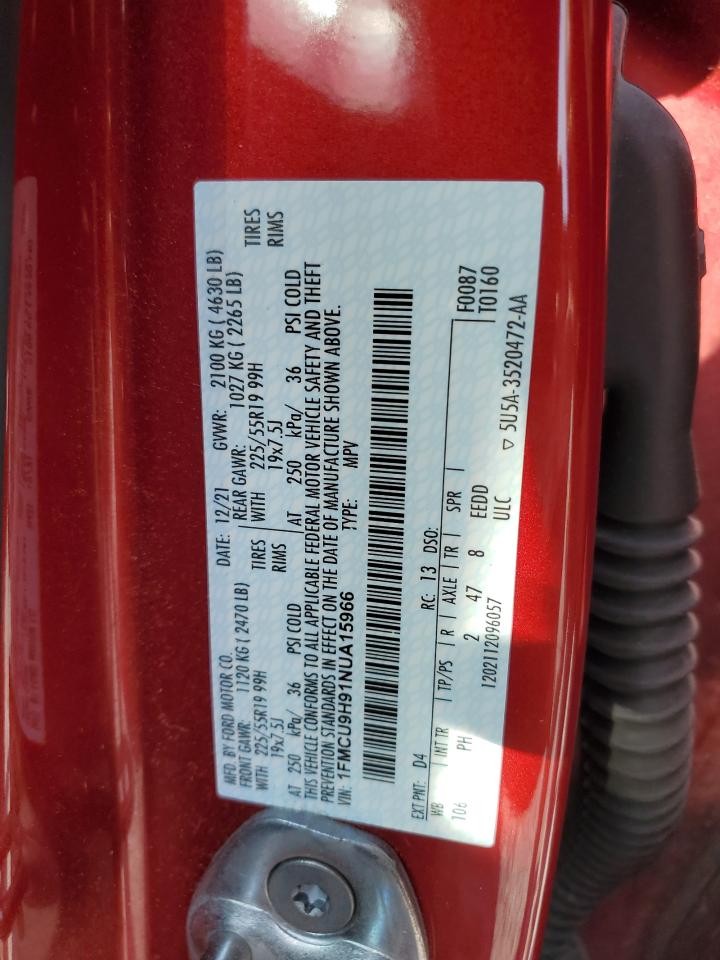 MFD. BY FORD MOTOR CO.
DATE: 12/21 GVWR: 2100 KG ( 4630 LB)
FRONT GAWR: 1120 KG ( 2470 LB) REAR GAWR: 1027 KG ( 2265 LB)
WITH 225/55R19 99H TIRES WITH 225/55R19 99H TIRES
19x7.5J RIMS 19x7.5J RIMS
AT 250 kPa/ 36 PSI COLD AT 250 kPa/ 36 PSI COLD
THIS VEHICLE CONFORMS TO ALL APPLICABLE FEDERAL MOTOR VEHICLE SAFETY AND THEFT
PREVENTION STANDARDS IN EFFECT ON THE DATE OF MANUFACTURE SHOWN ABOVE.
VIN: 1FMCU9H91NUA15966 TYPE: MPV
EXT PNT: D4 RC: 13 DSO: F0087
WB | INT TR | TP/PS | R | AXLE | TR | SPR | T0160
106 PH 2 47 8 EEDD
1202112096057 ULC ▽ 5U5A-3520472-AA